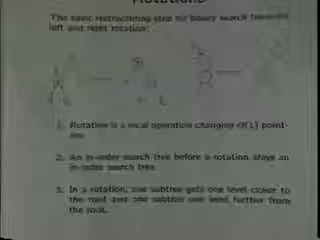 Rotations
The basic restructuring step for binary search trees are
left and right rotation:
1. Rotation is a local operation changing O(1) point-
ers.
2. An in-order search tree before a rotation stays an
in-order search tree.
3. In a rotation, one subtree gets one level closer to
the root and one subtree one level further from
the root.